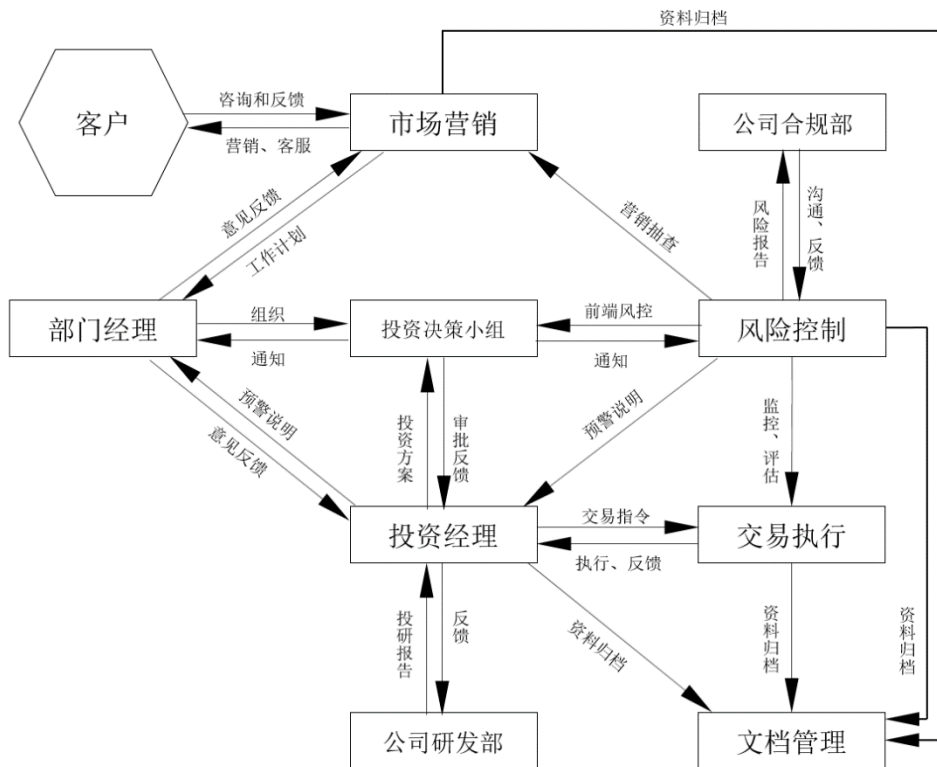 资料归档
客户
咨询和反馈
营销、客服
市场营销
公司合规部
意见反馈
工作计划
营销抽查
风险报告
沟通、反馈
部门经理
组织
通知
投资决策小组
前端风控
通知
风险控制
预警说明
意见反馈
投资方案
审批反馈
预警说明
监控、评估
投资经理
交易指令
执行、反馈
交易执行
投研报告
反馈
资料归档
资料归档
资料归档
公司研发部
文档管理